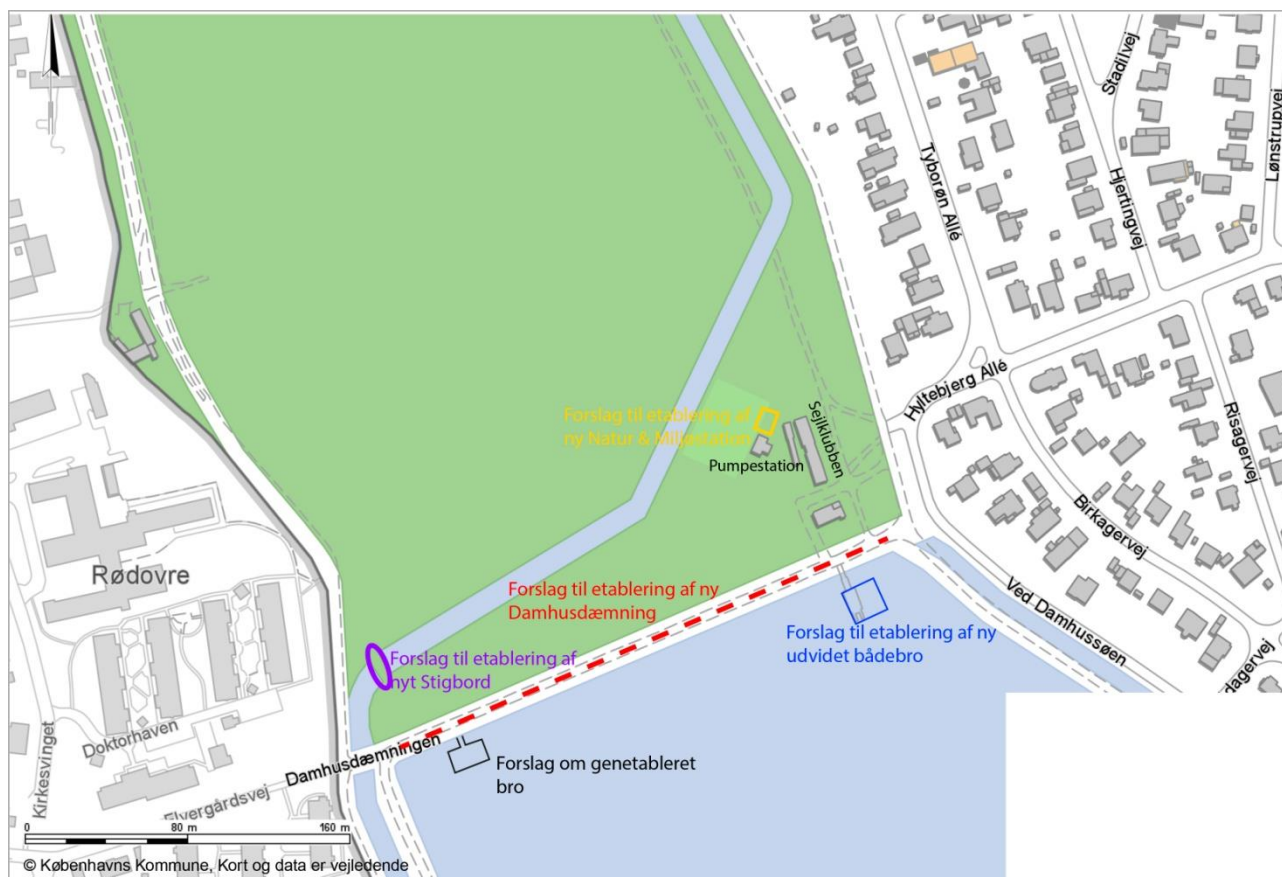 Stadilvej
Lønstrupvej
Tyborøn Allé
Hjertingvej
Hyltebjerg Allé
Risagervej
Forslag til etablering af
ny Natur & Miljøstation
Sejlklubben
Pumpestation
Birkagervej
Rødovre
Forslag til etablering af ny
Damhusdæmning
Ved Damhussøen
Forslag til etablering af ny
udvidet bådebro
Forslag til etablering af
nyt Stigbord
dagervej
Kirkesvinget
Doktorhaven
Damhusdæmningen
Forslag om genetableret
bro
Elvergårdsvej
0 80 m 160 m
© Københavns Kommune, Kort og data er vejledende